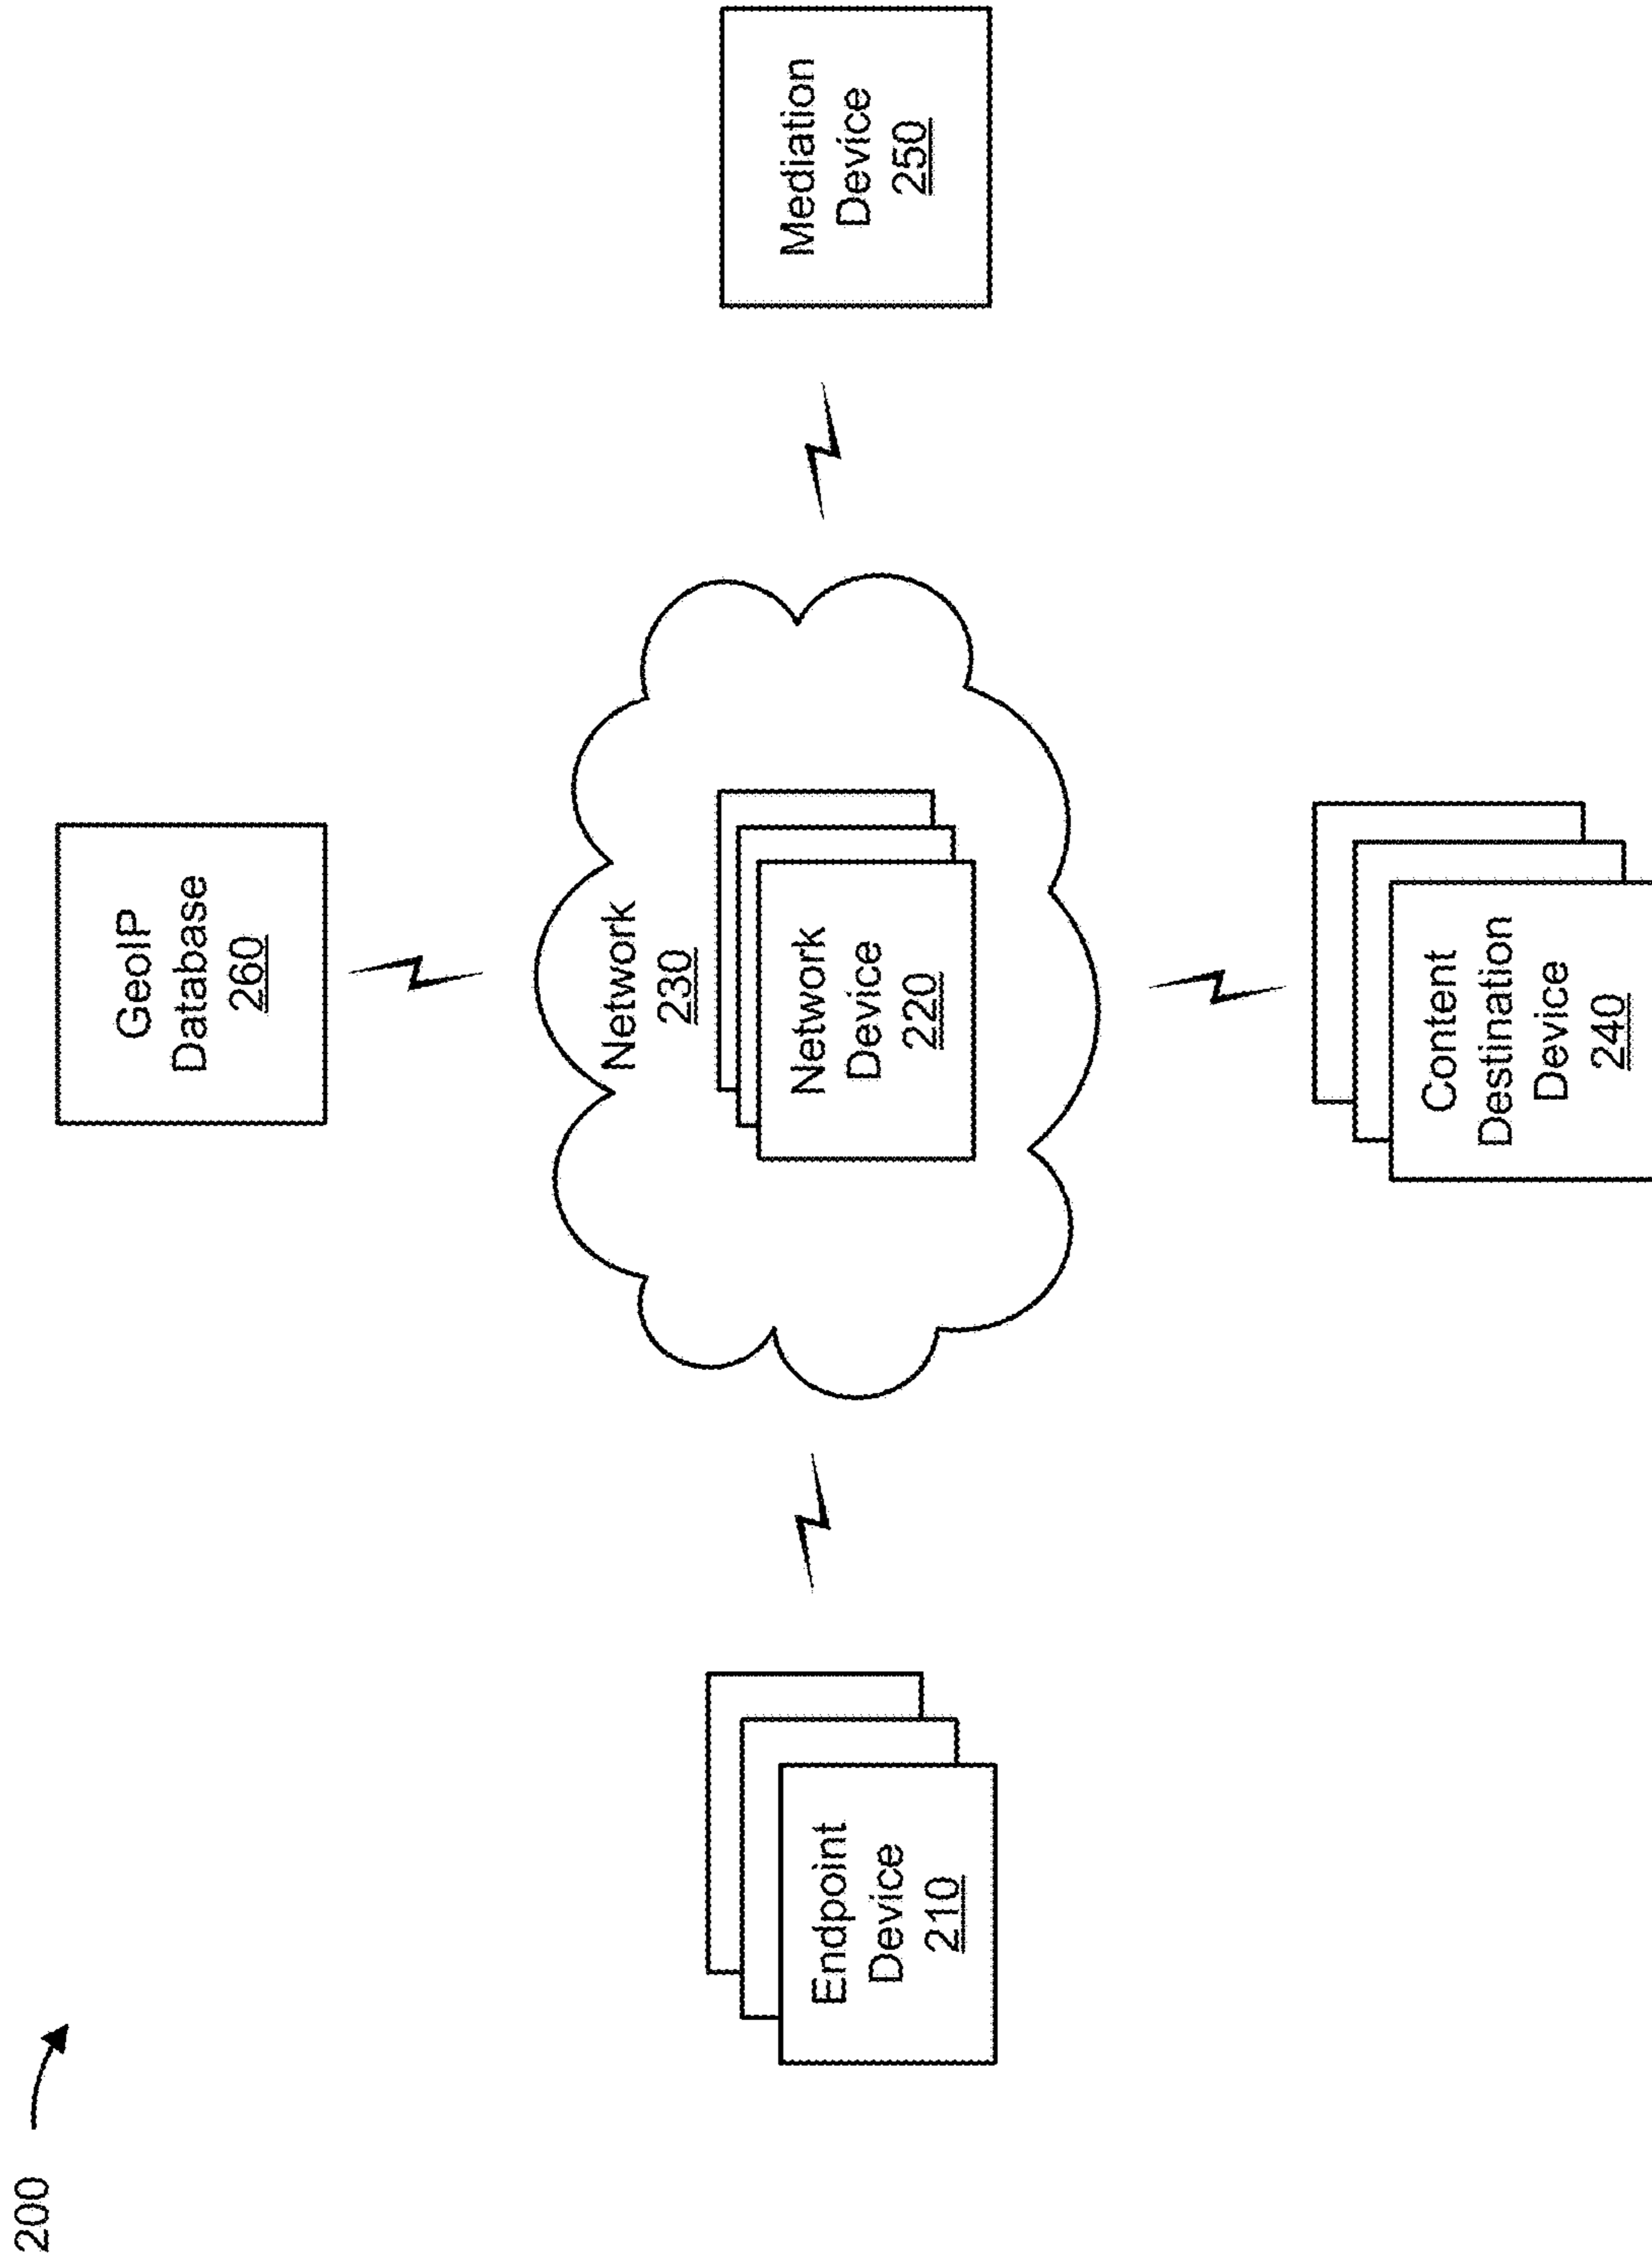 200
GeoIP
Database
260
Network
230
Network
Device
220
Endpoint
Device
210
Mediation
Device
250
Content
Destination
Device
240